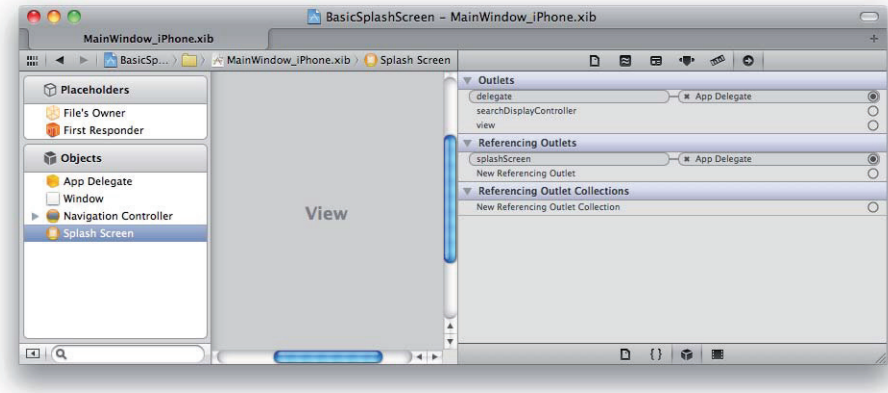 BasicSplashScreen – MainWindow_iPhone.xib
MainWindow_iPhone.xib
BasicSp... MainWindow_iPhone.xib Splash Screen
Placeholders
File's Owner
First Responder
Objects
App Delegate
Window
Navigation Controller
Splash Screen
View
Outlets
delegate App Delegate
searchDisplayController
view
Referencing Outlets
splashScreen App Delegate
New Referencing Outlet
Referencing Outlet Collections
New Referencing Outlet Collection